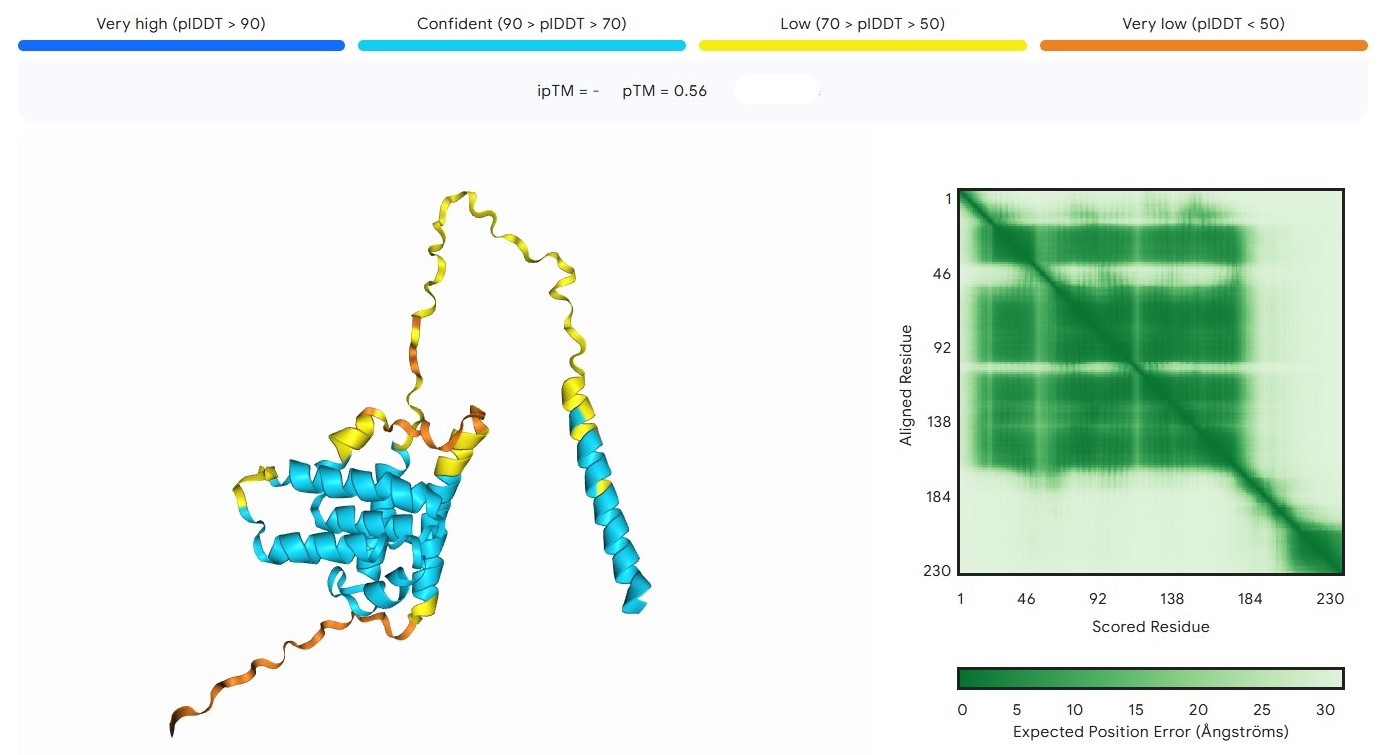 Very high (plDDT > 90)
Confident (90 > plDDT > 70)
Low (70 > plDDT > 50)
Very low (plDDT < 50)
ipTM = - pTM = 0.56
1
46
92
138
184
230
Aligned Residue
1 46 92 138 184 230
Scored Residue
0 5 10 15 20 25 30
Expected Position Error (Ångströms)